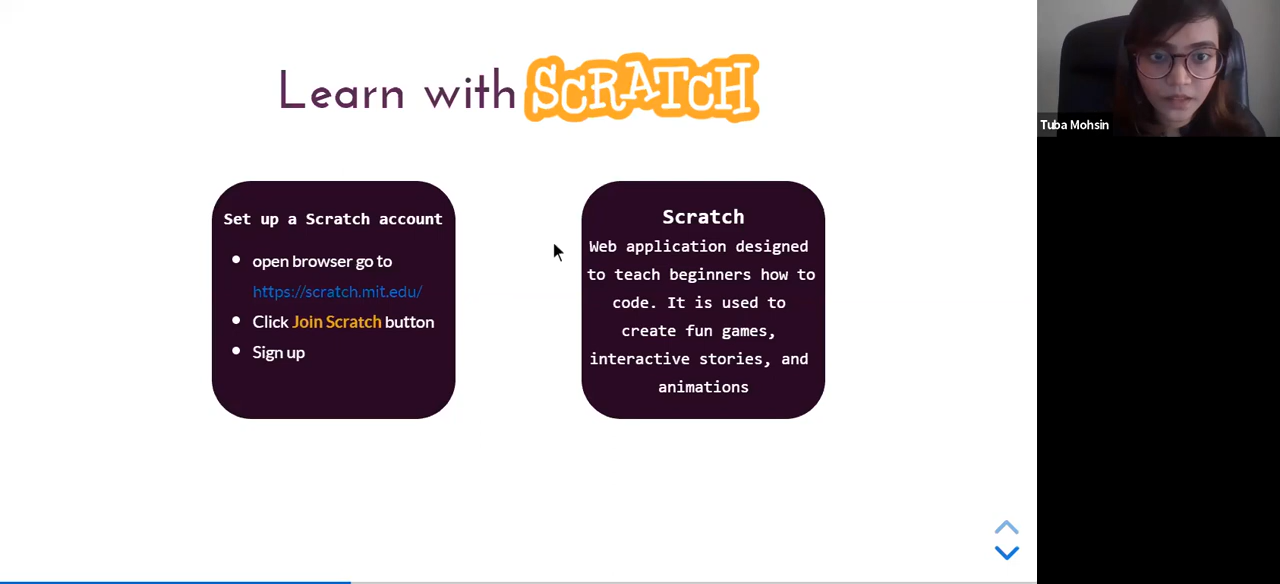 Learn with SCRATCH
Tuba Mohsin
Set up a Scratch account
open browser go to
https://scratch.mit.edu/
Click Join Scratch button
Sign up
Scratch
Web application designed
to teach beginners how to
code. It is used to
create fun games,
interactive stories, and
animations